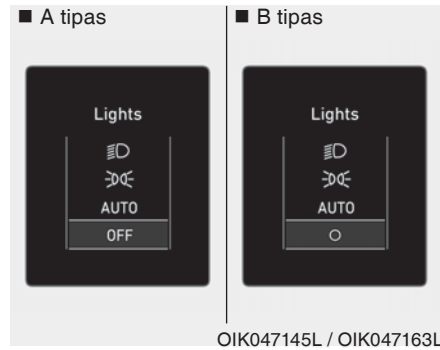 ■ A tipas
■ B tipas
Lights
AUTO
OFF
Lights
AUTO
OIK047145L / OIK047163L